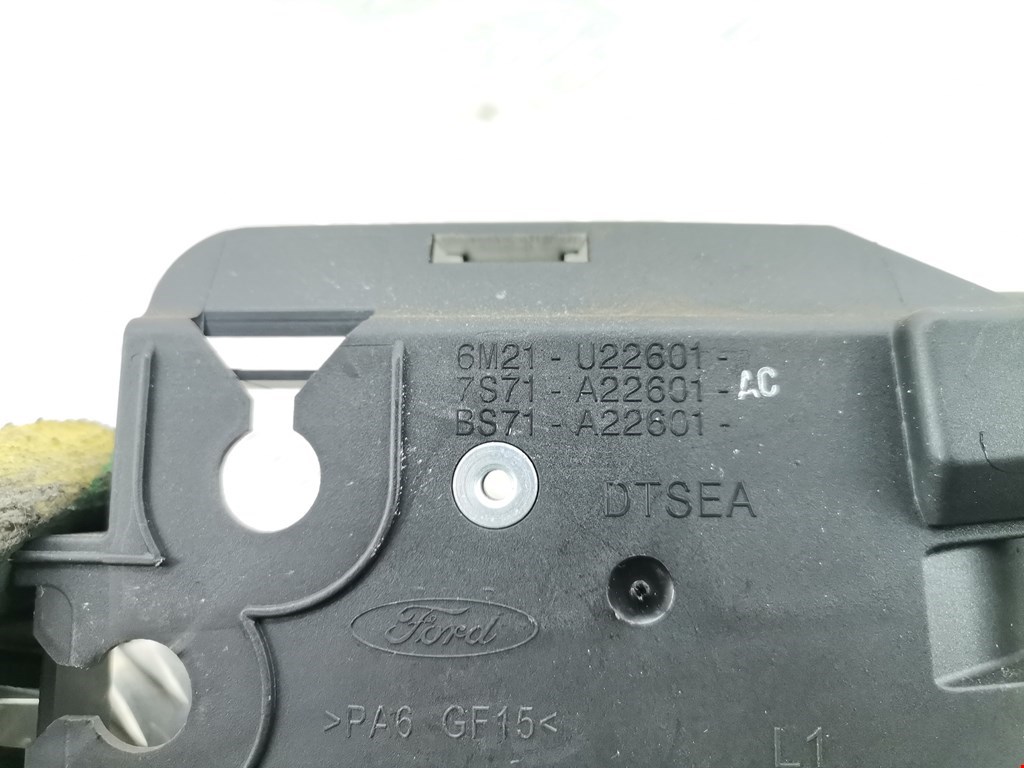 6M21 - U22601 -
7S71 - A22601 - AC
BS71 - A22601 -
DTSEA
Ford
>PA6 GF15<
L1